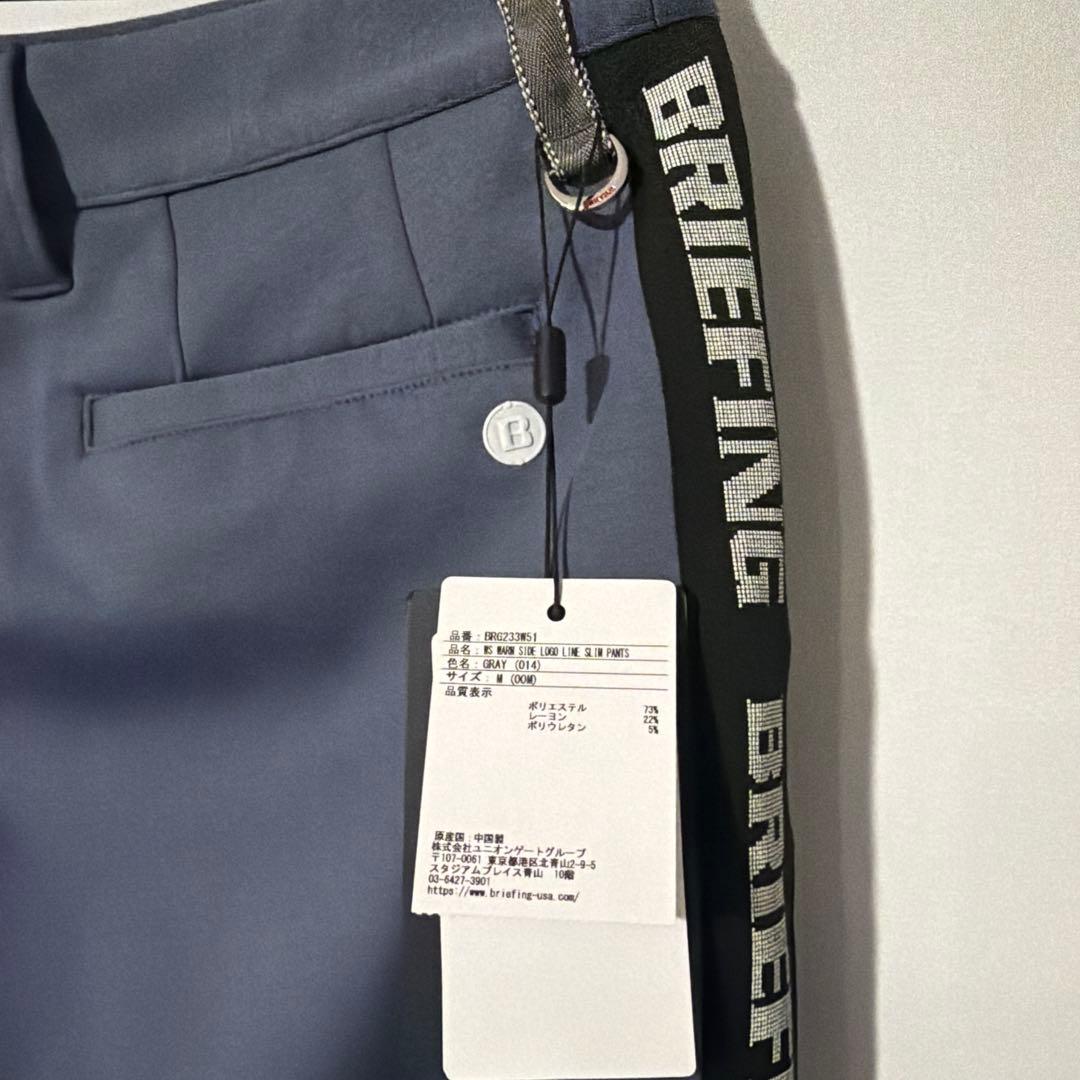 BRIEFING
B
品番 : BRG233W51
品名 : WS WARM SIDE LOGO LINE SLIM PANTS
色名 : GRAY (014)
サイズ : M (00M)
品質表示
ポリエステル 73%
レーヨン 22%
ポリウレタン 5%
原産国 : 中国製
株式会社ユニオンゲートグループ
〒107-0061 東京都港区北青山2-9-5
スタジアムプレイス青山 10階
03-6427-3901
https://www.briefing-usa.com/
BRIEF